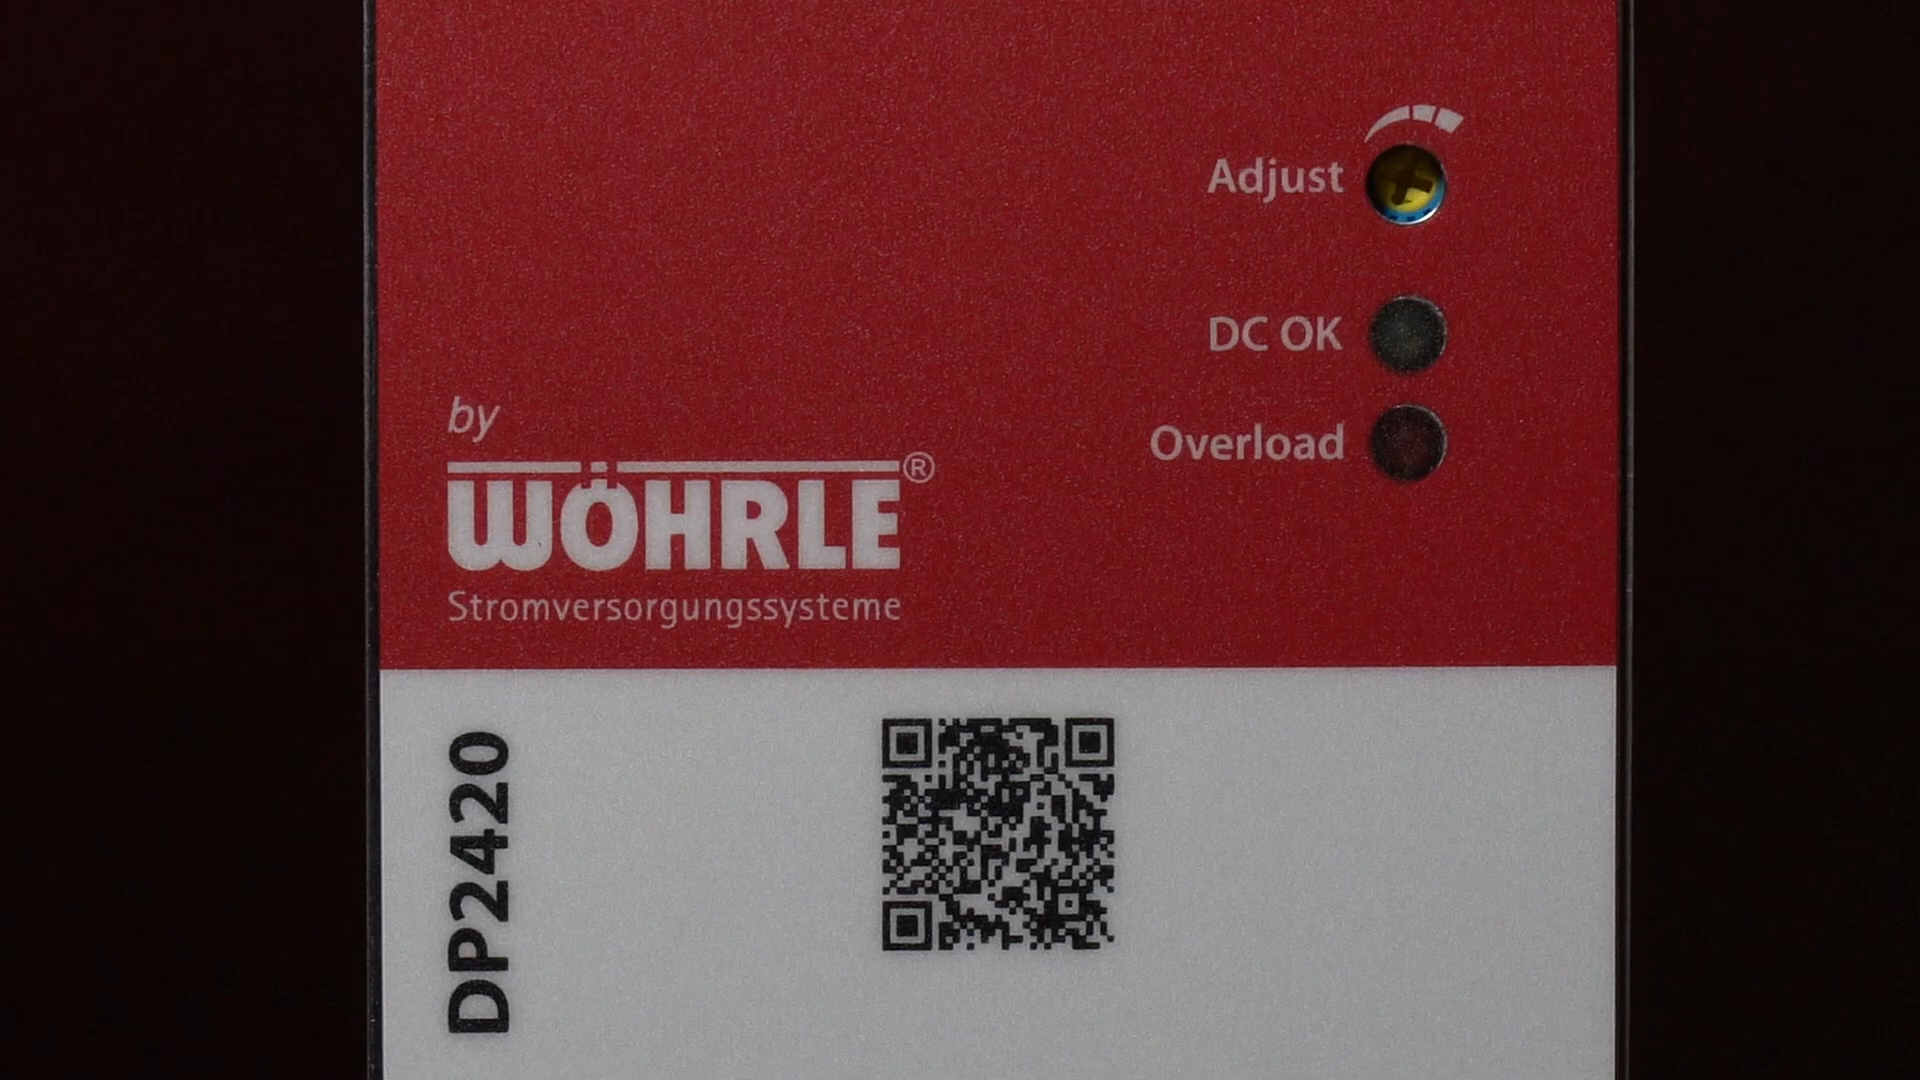 Adjust
DC OK
Overload
by
WÖHRLE®
Stromversorgungssysteme
DP2420